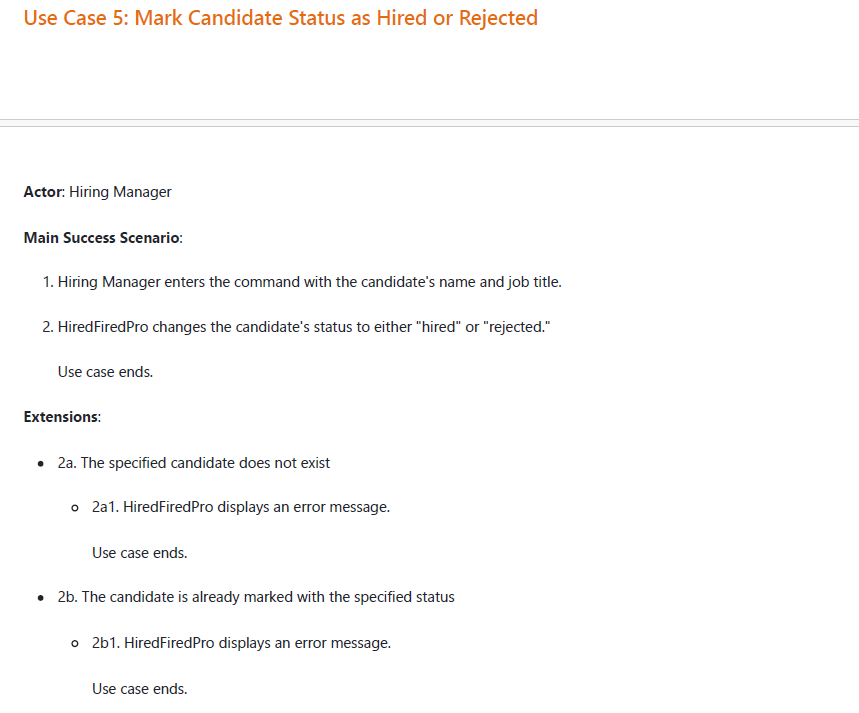 Use Case 5: Mark Candidate Status as Hired or Rejected
Actor: Hiring Manager
Main Success Scenario:
1. Hiring Manager enters the command with the candidate's name and job title.
2. HiredFiredPro changes the candidate's status to either "hired" or "rejected."
Use case ends.
Extensions:
• 2a. The specified candidate does not exist
◦ 2a1. HiredFiredPro displays an error message.
Use case ends.
• 2b. The candidate is already marked with the specified status
◦ 2b1. HiredFiredPro displays an error message.
Use case ends.